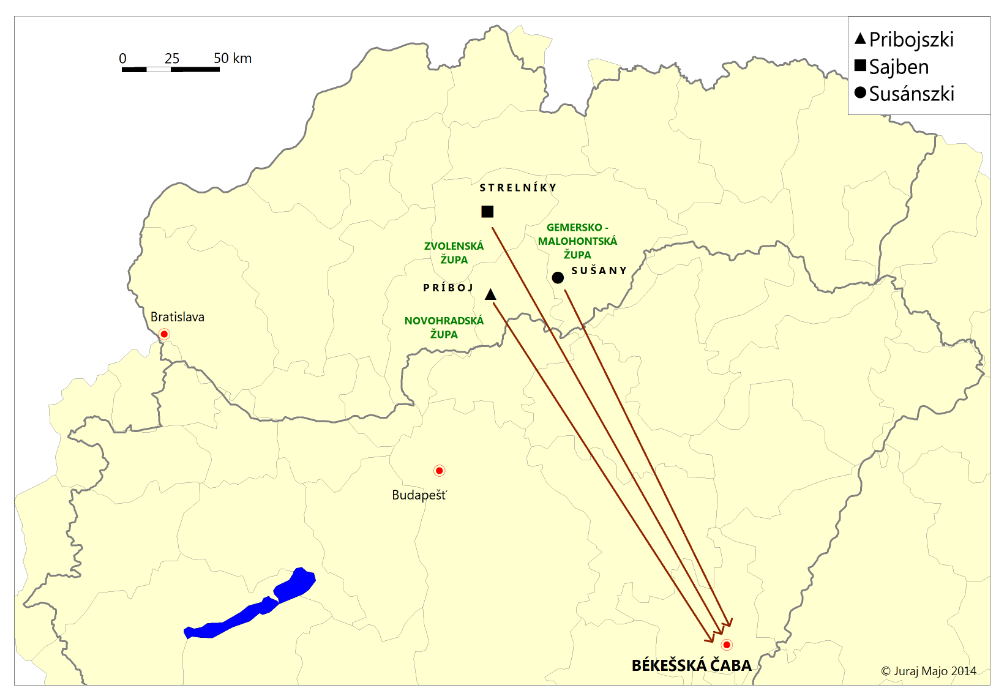 0 25 50 km
Pribojszki
Sajben
Susánszki
STRELNÍKY
GEMERSKO -
MALOHONTSKÁ
ŽUPA
ZVOLENSKÁ
ŽUPA
SUŠANY
PRÍBOJ
NOVOHRADSKÁ
ŽUPA
Bratislava
Budapešť
BÉKEŠSKÁ ČABA
© Juraj Majo 2014